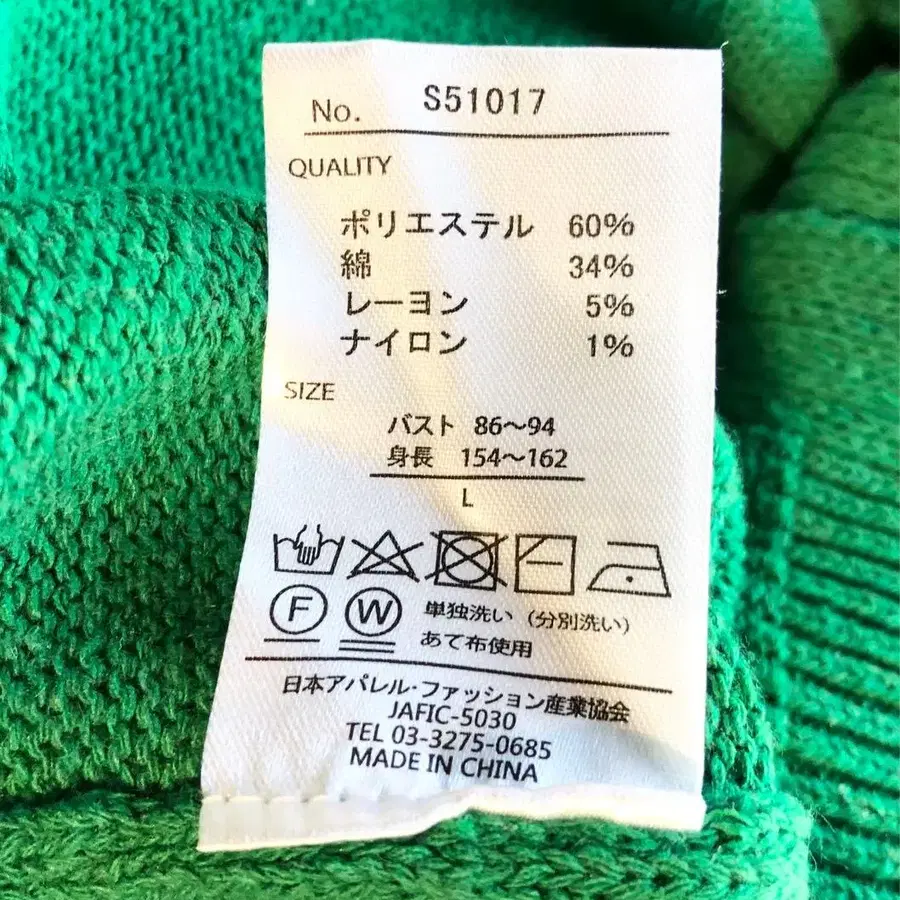 No. S51017
QUALITY
ポリエステル 60%
綿 34%
レーヨン 5%
ナイロン 1%
SIZE
バスト 86〜94
身長 154〜162
L
F W 単独洗い（分別洗い）
あて布使用
日本アパレル・ファッション産業協会
JAFIC-5030
TEL 03-3275-0685
MADE IN CHINA